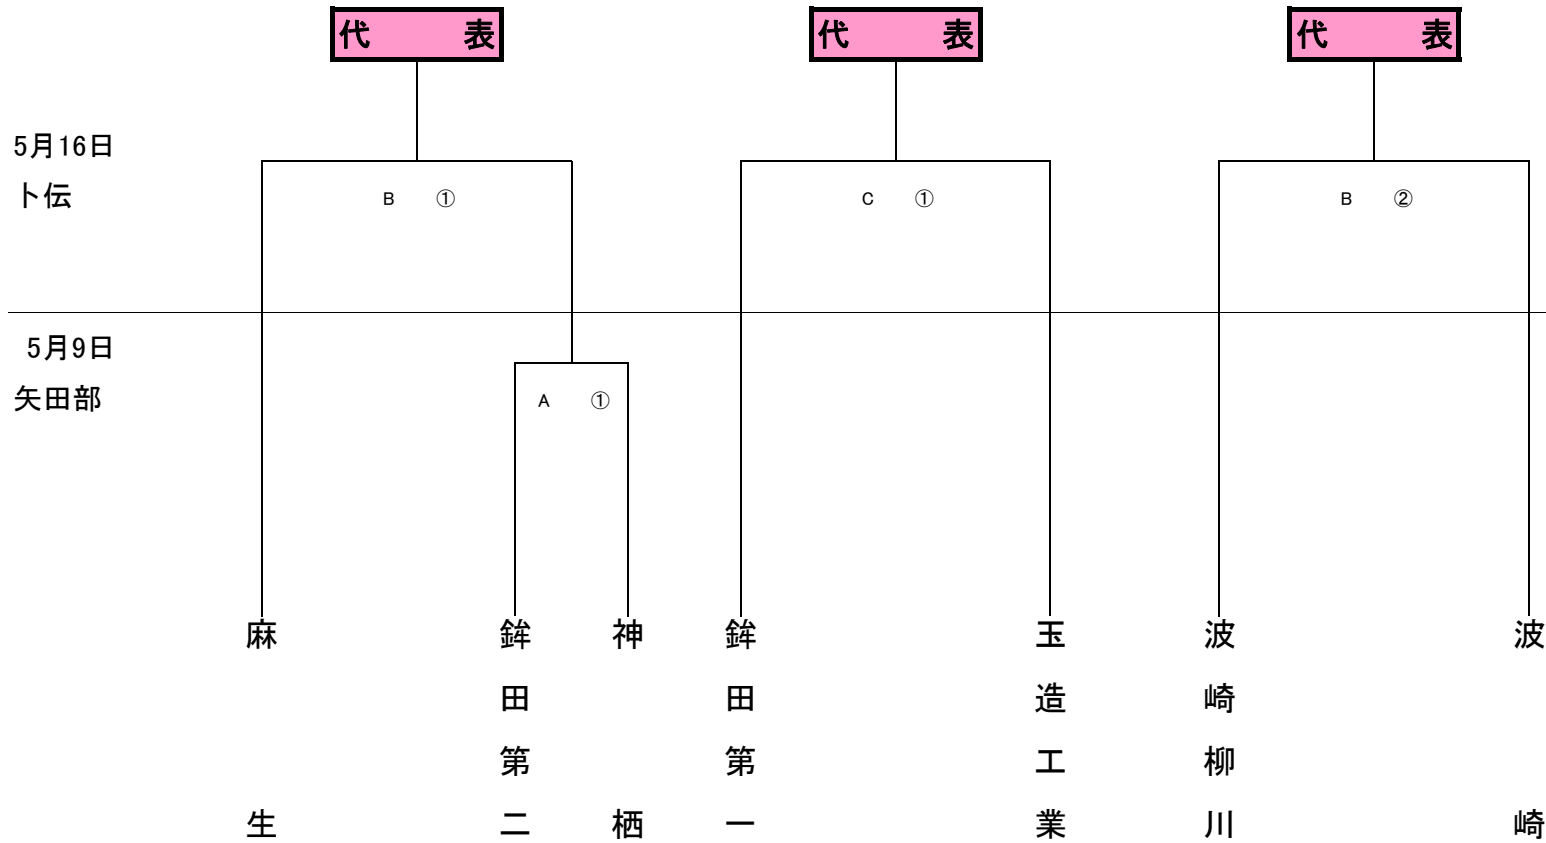 代　表
代　表
代　表
5月16日
卜伝
B ①
C ①
B ②
5月9日
矢田部
A ①
麻生
鉾田第二
神栖
鉾田第一
玉造工業
波崎柳川
波崎